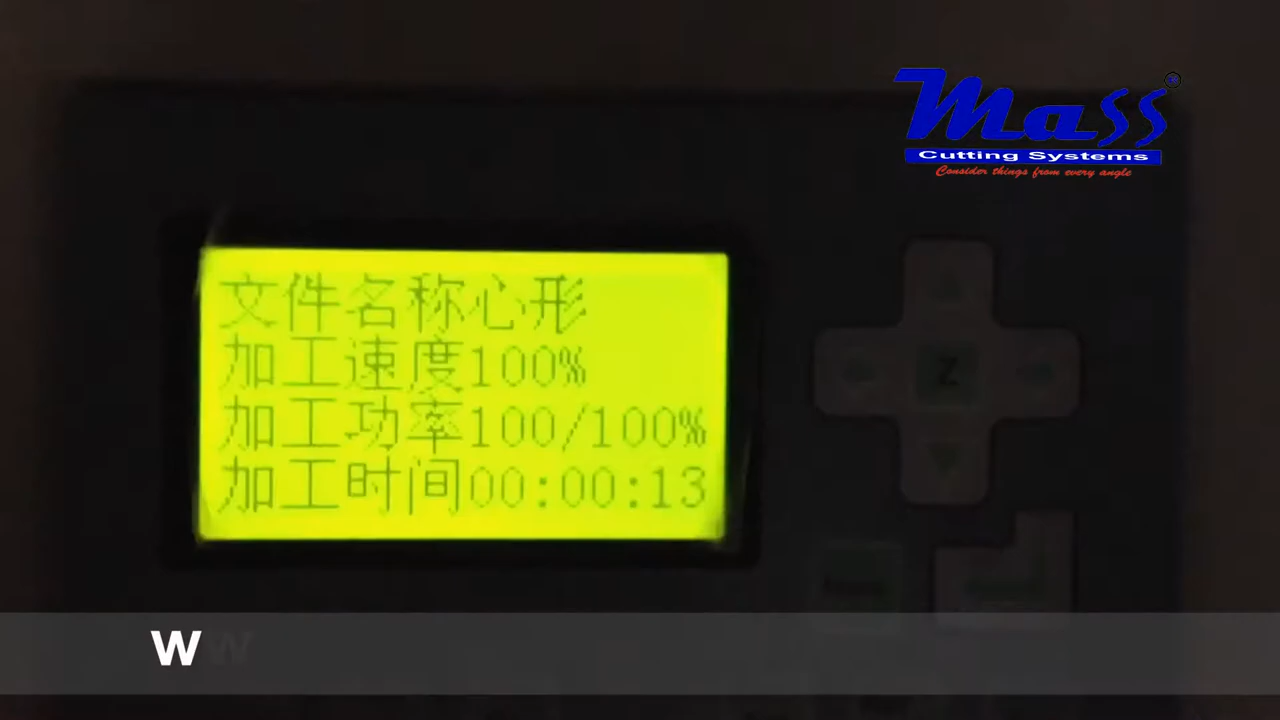 mass
Cutting Systems
Consider things from every angle
文件名称心形
加工速度100%
加工功率100/100%
加工时间00:00:13
Z
W